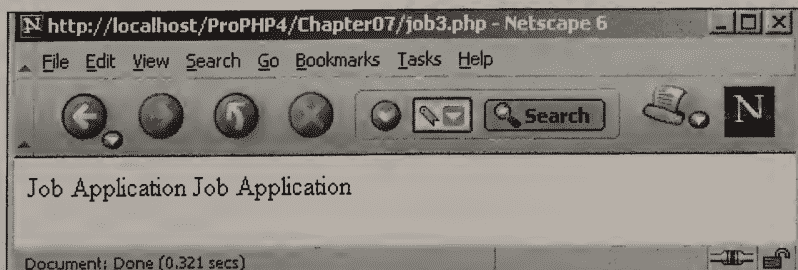 N http://localhost/ProPHP4/Chapter07/job3.php - Netscape 6
File Edit View Search Go Bookmarks Tasks Help
Search N
Job Application Job Application
Document: Done (0.321 secs)